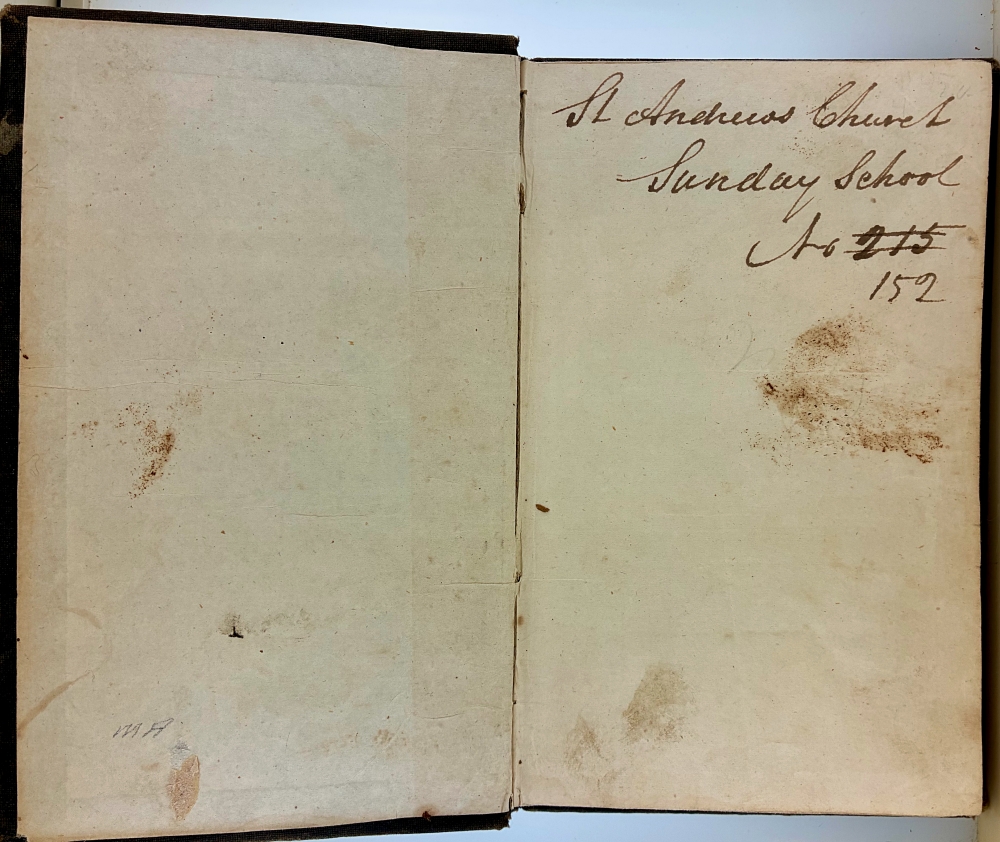 St Andrews Church
Sunday School
No 215
152